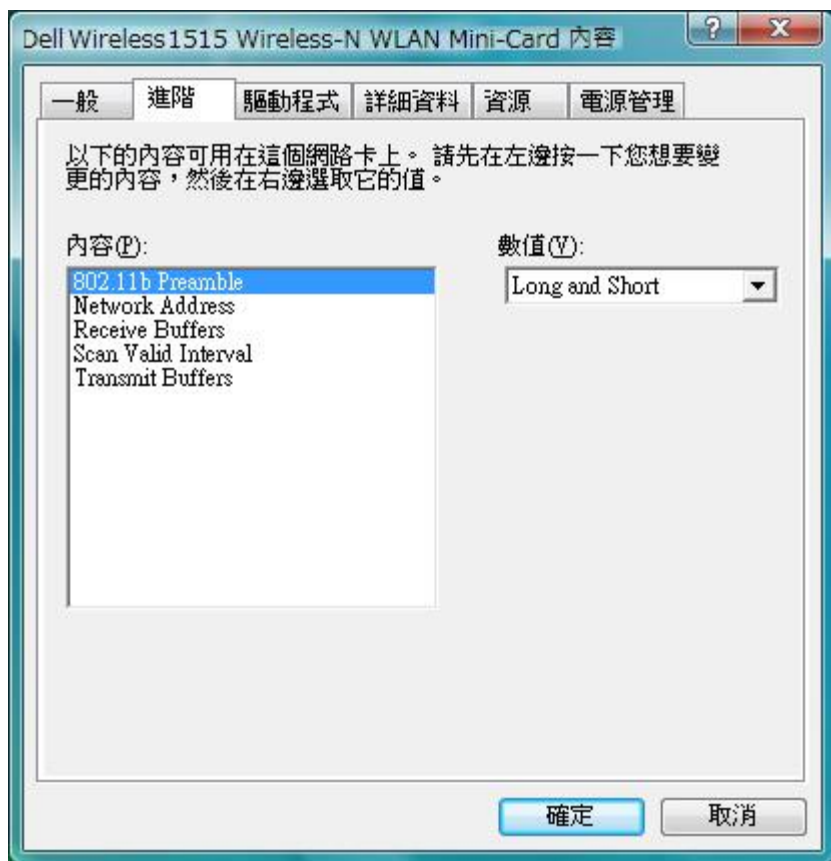 Dell Wireless 1515 Wireless-N WLAN Mini-Card 內容
?
X
一般 進階 驅動程式 詳細資料 資源 電源管理
以下的內容可用在這個網路卡上。 請先在左邊按一下您想要變
更的內容，然後在右邊選取它的值。
內容(P):
數值(V):
802.11b Preamble
Network Address
Receive Buffers
Scan Valid Interval
Transmit Buffers
Long and Short
確定
取消